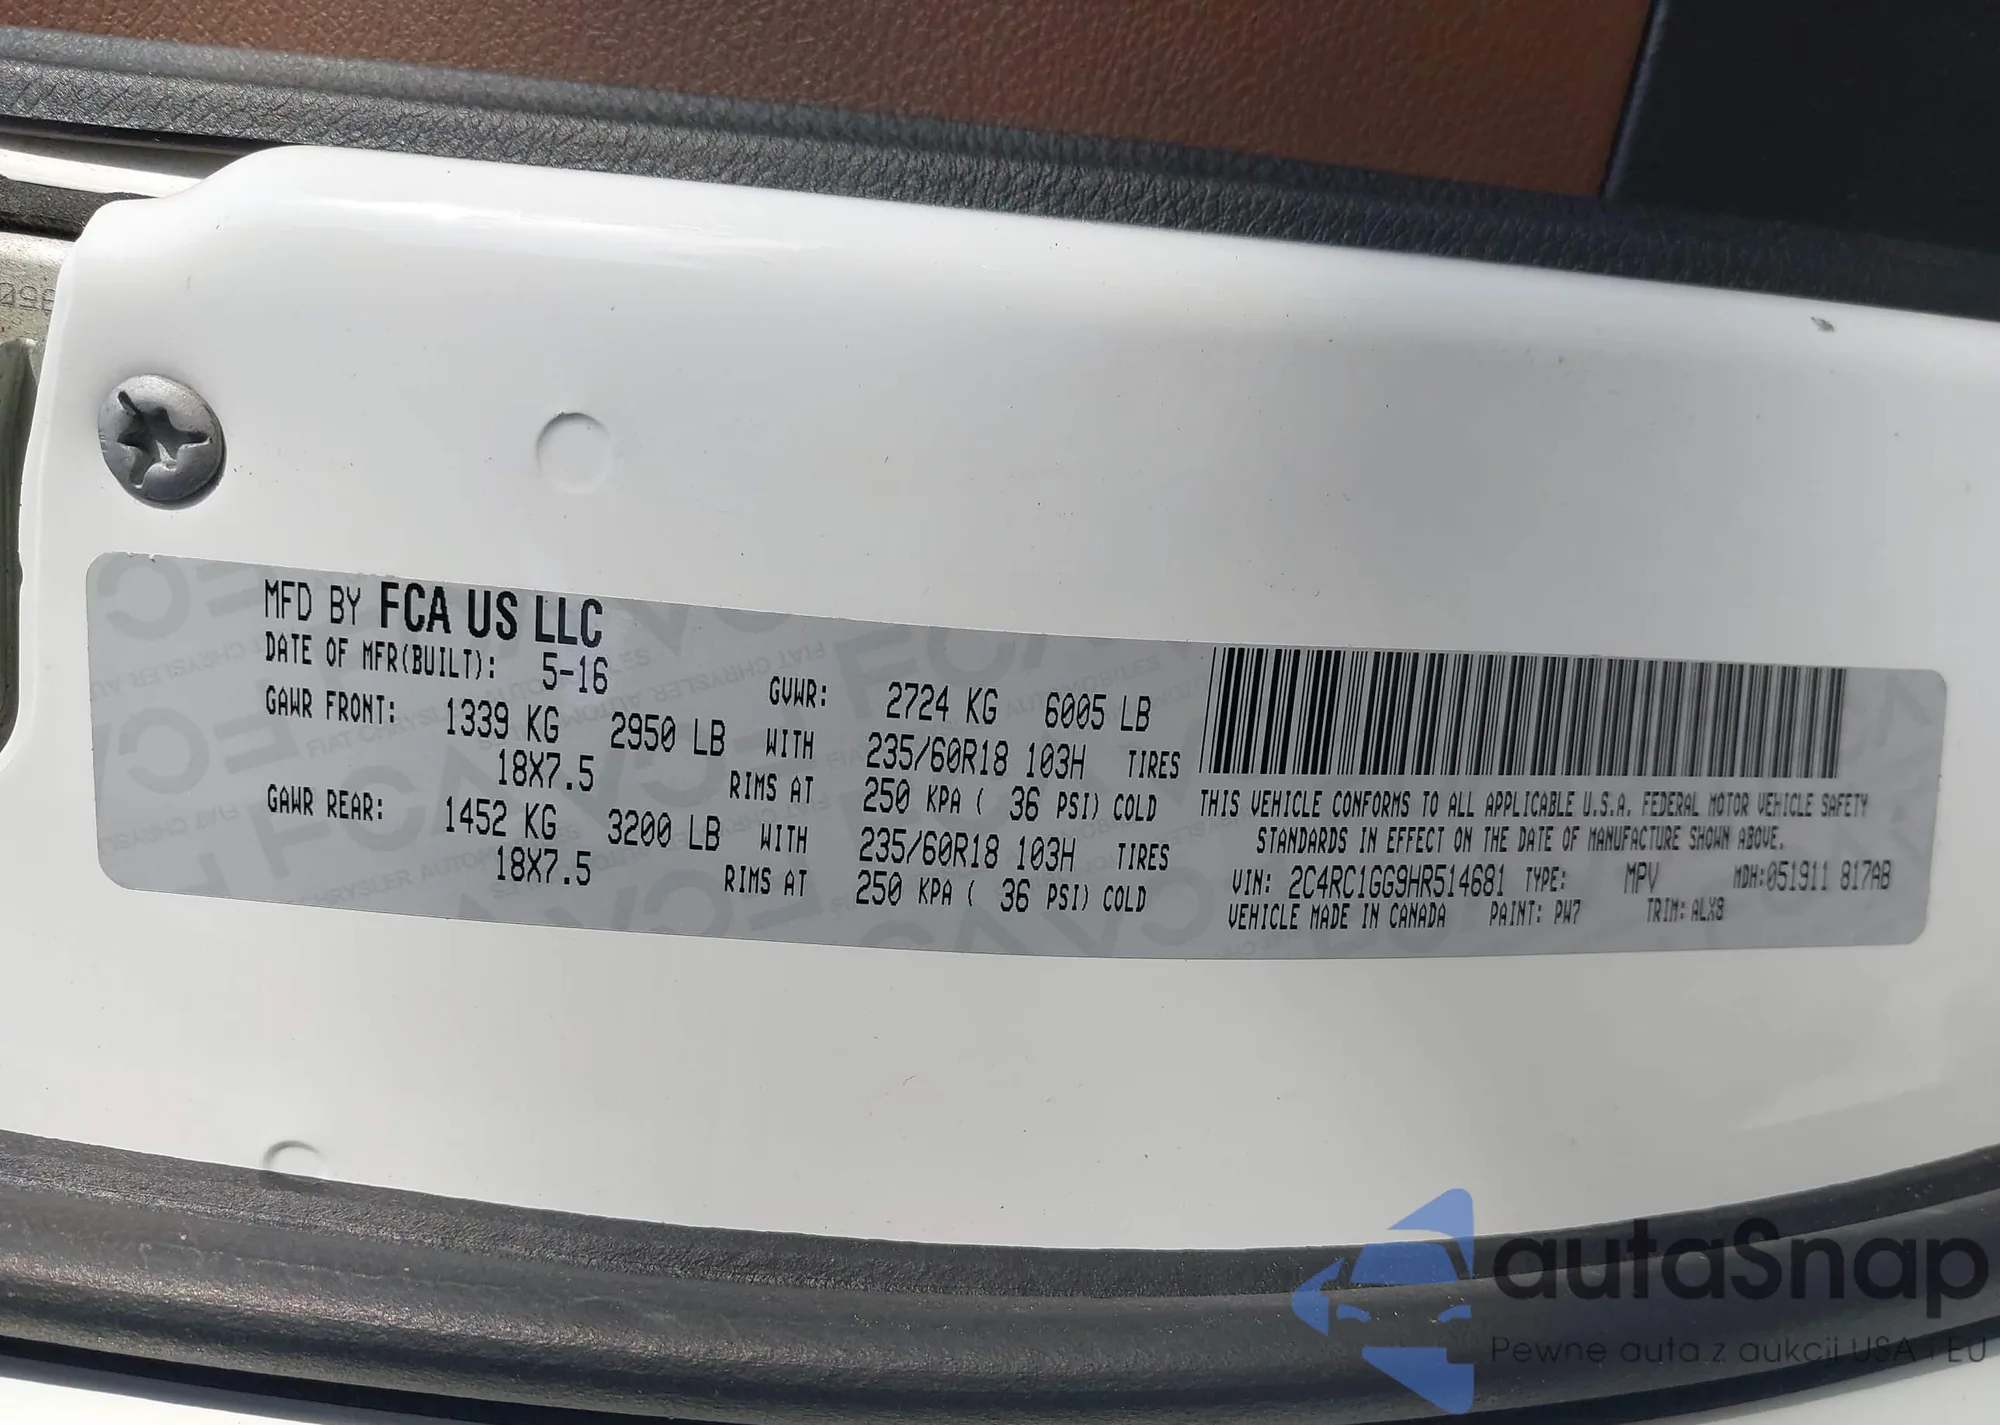 MFD BY FCA US LLC
DATE OF MFR(BUILT): 5-16 GVWR: 2724 KG 6005 LB
GAWR FRONT: 1339 KG 2950 LB WITH 235/60R18 103H TIRES
18X7.5 RIMS AT 250 KPA ( 36 PSI) COLD
GAWR REAR: 1452 KG 3200 LB WITH 235/60R18 103H TIRES
18X7.5 RIMS AT 250 KPA ( 36 PSI) COLD
THIS VEHICLE CONFORMS TO ALL APPLICABLE U.S.A. FEDERAL MOTOR VEHICLE SAFETY
STANDARDS IN EFFECT ON THE DATE OF MANUFACTURE SHOWN ABOVE.
VIN: 2C4RC1GG9HR514681 TYPE: MPV MDH:051911 817AB
VEHICLE MADE IN CANADA PAINT: PW7 TRIM: ALX8
autaSnap
Pewne auta z aukcji USA i EU